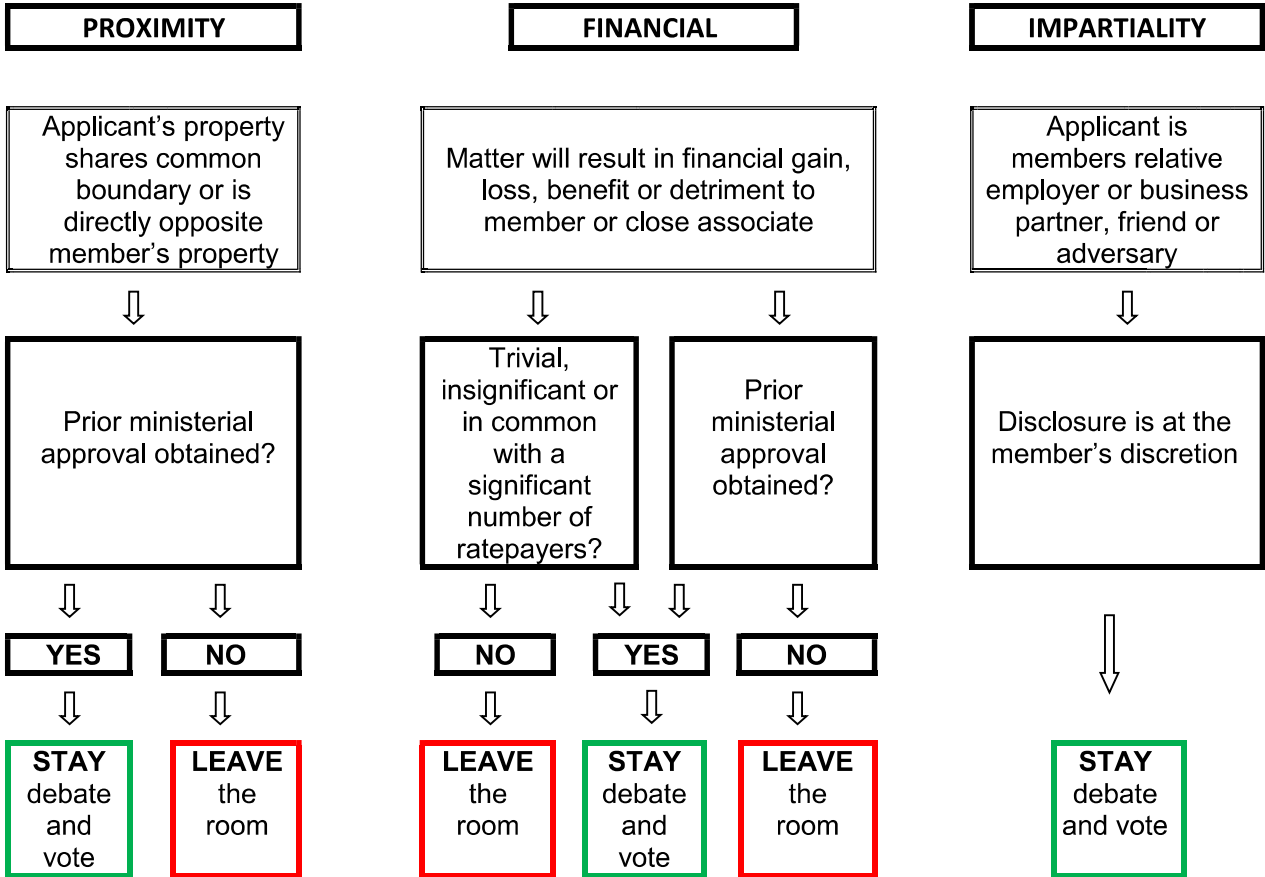 PROXIMITY
FINANCIAL
IMPARTIALITY
Applicant’s property
shares common
boundary or is
directly opposite
member’s property
Matter will result in financial gain,
loss, benefit or detriment to
member or close associate
Applicant is
members relative
employer or business
partner, friend or
adversary
Prior ministerial
approval obtained?
Trivial,
insignificant or
in common
with a
significant
number of
ratepayers?
Prior
ministerial
approval
obtained?
Disclosure is at the
member’s discretion
YES
NO
NO
YES
NO
STAY
debate
and
vote
LEAVE
the
room
LEAVE
the
room
STAY
debate
and
vote
LEAVE
the
room
STAY
debate
and vote